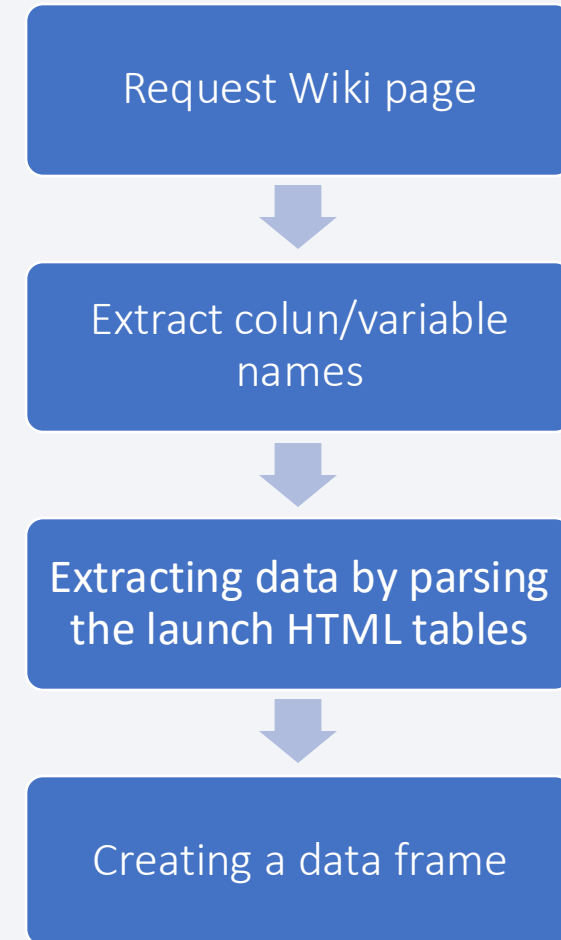 Request Wiki page
Extract colun/variable
names
Extracting data by parsing
the launch HTML tables
Creating a data frame